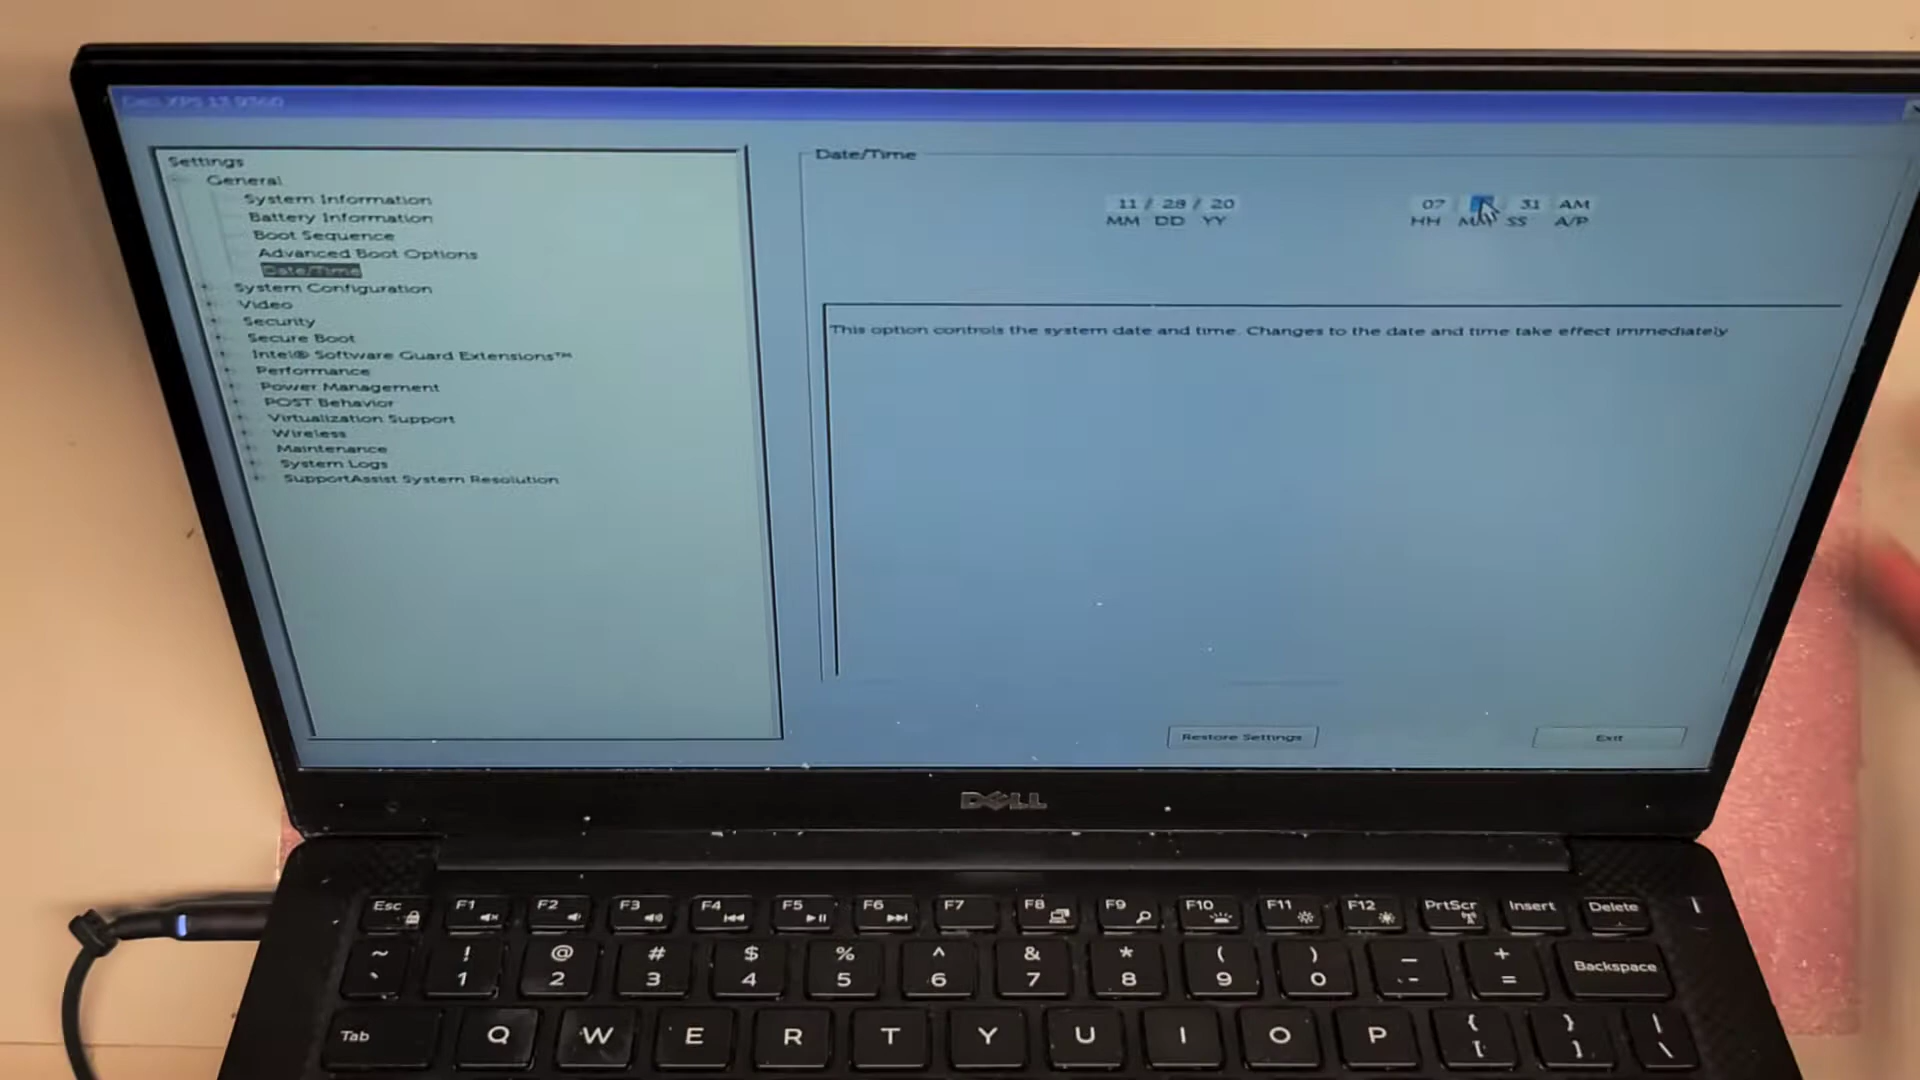 Dell XPS 13 9360
Settings
General
System Information
Battery Information
Boot Sequence
Advanced Boot Options
Date/Time
System Configuration
Video
Security
Secure Boot
Intel® Software Guard Extensions™
Performance
Power Management
POST Behavior
Virtualization Support
Wireless
Maintenance
System Logs
SupportAssist System Resolution
Date/Time
11 / 28 / 20
MM DD YY
07 31 AM
HH MM SS A/P
This option controls the system date and time. Changes to the date and time take effect immediately
Restore Settings Exit
DELL
Esc F1 F2 F3 F4 F5 F6 F7 F8 F9 F10 F11 F12 PrtScr Insert Delete
~ ! @ # $ % ^ & * ( ) _ +
` 1 2 3 4 5 6 7 8 9 0 - = Backspace
Tab Q W E R T Y U I O P { } |
[ ] \